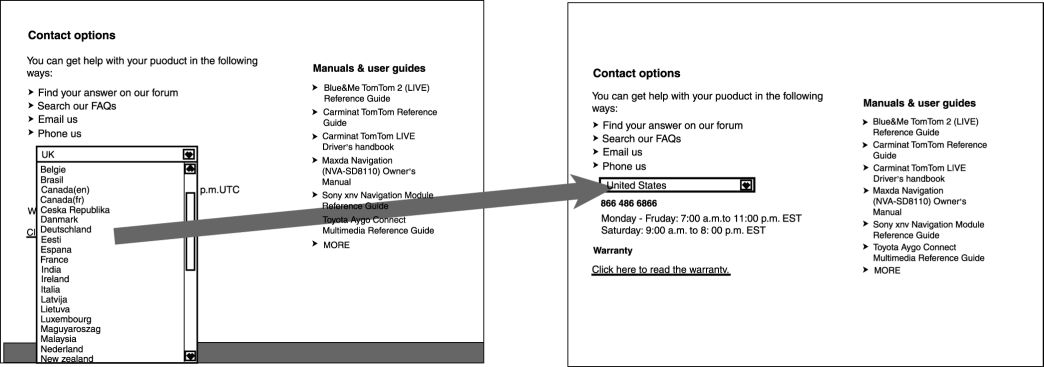 Contact options
You can get help with your puoduct in the following
ways:
➤ Find your answer on our forum
➤ Search our FAQs
➤ Email us
➤ Phone us
UK
Belgie
Brasil
Canada(en)
Canada(fr)
Ceska Republika
Danmark
Deutschland
Eesti
Espana
France
India
Ireland
Italia
Latvija
Lietuva
Luxembourg
Maguyaroszag
Malaysia
Nederland
New zealand
p.m.UTC
W
Cl
Manuals & user guides
➤ Blue&Me TomTom 2 (LIVE)
Reference Guide
➤ Carminat TomTom Reference
Guide
➤ Carminat TomTom LIVE
Driver's handbook
➤ Maxda Navigation
(NVA-SD8110) Owner's
Manual
➤ Sony xnv Navigation Module
Reference Guide
Toyota Aygo Connect
Multimedia Reference Guide
➤ MORE
Contact options
You can get help with your puoduct in the following
ways:
➤ Find your answer on our forum
➤ Search our FAQs
➤ Email us
➤ Phone us
United States
866 486 6866
Monday - Fruday: 7:00 a.m.to 11:00 p.m. EST
Saturday: 9:00 a.m. to 8: 00 p.m. EST
Warranty
Click here to read the warranty.
Manuals & user guides
➤ Blue&Me TomTom 2 (LIVE)
Reference Guide
➤ Carminat TomTom Reference
Guide
➤ Carminat TomTom LIVE
Driver's handbook
➤ Maxda Navigation
(NVA-SD8110) Owner's
Manual
➤ Sony xnv Navigation Module
Reference Guide
➤ Toyota Aygo Connect
Multimedia Reference Guide
➤ MORE